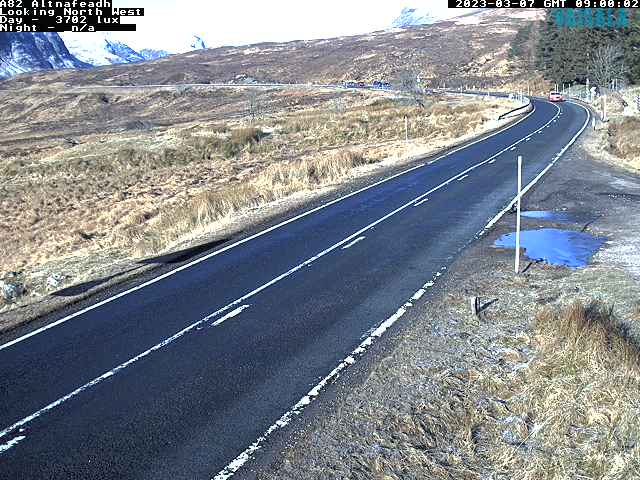 A82 Altnafeadh
Looking North West
Day - 3702 lux
Night - n/a
2023-03-07 GMT 09:00:02
VAISALA